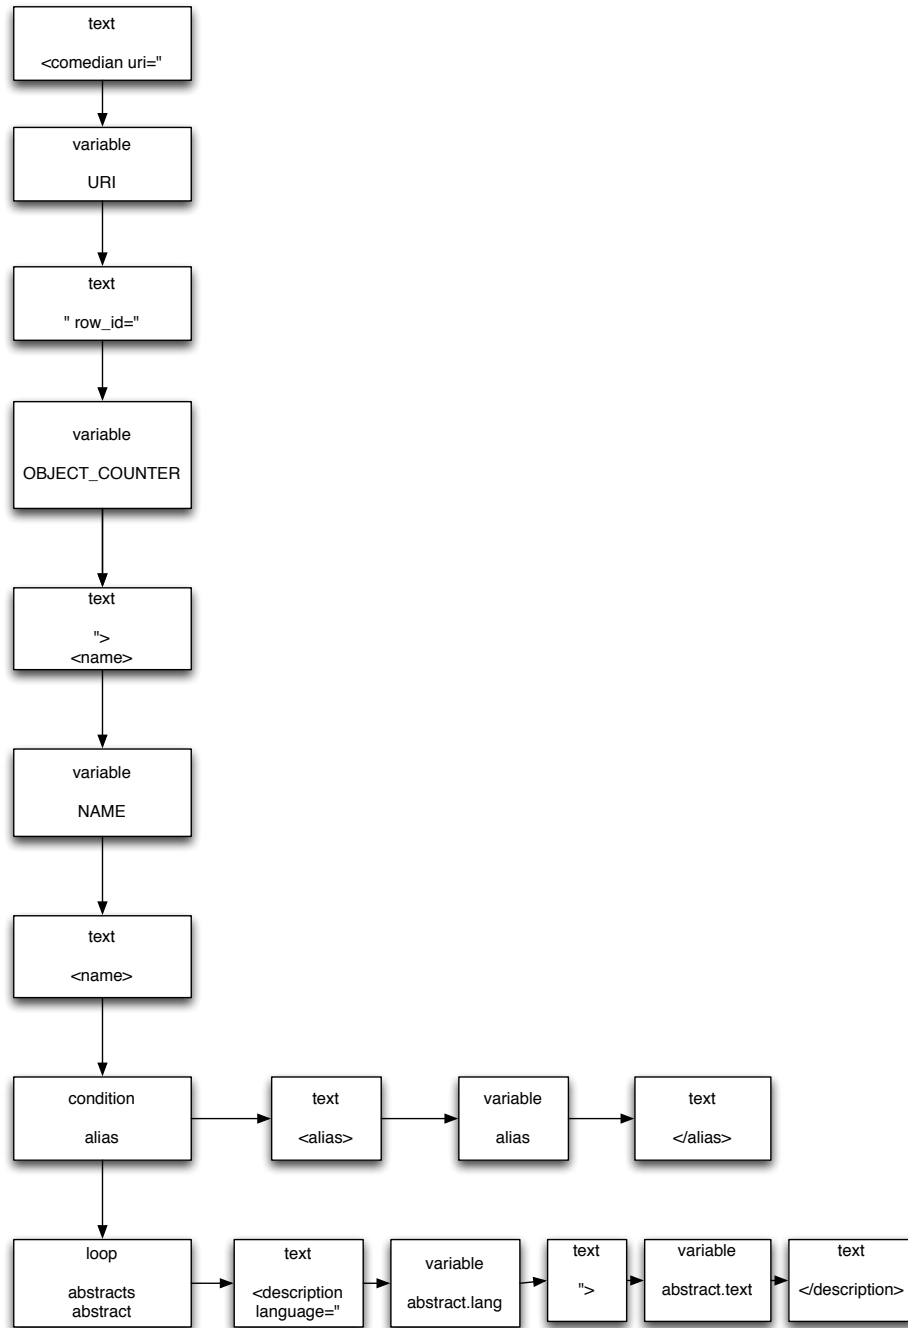 text
<comedian uri="
variable
URI
text
" row_id="
variable
OBJECT_COUNTER
text
">
<name>
variable
NAME
text
<name>
condition
alias
text
<alias>
variable
alias
text
</alias>
loop
abstracts
abstract
text
<description
language="
variable
abstract.lang
text
">
variable
abstract.text
text
</description>